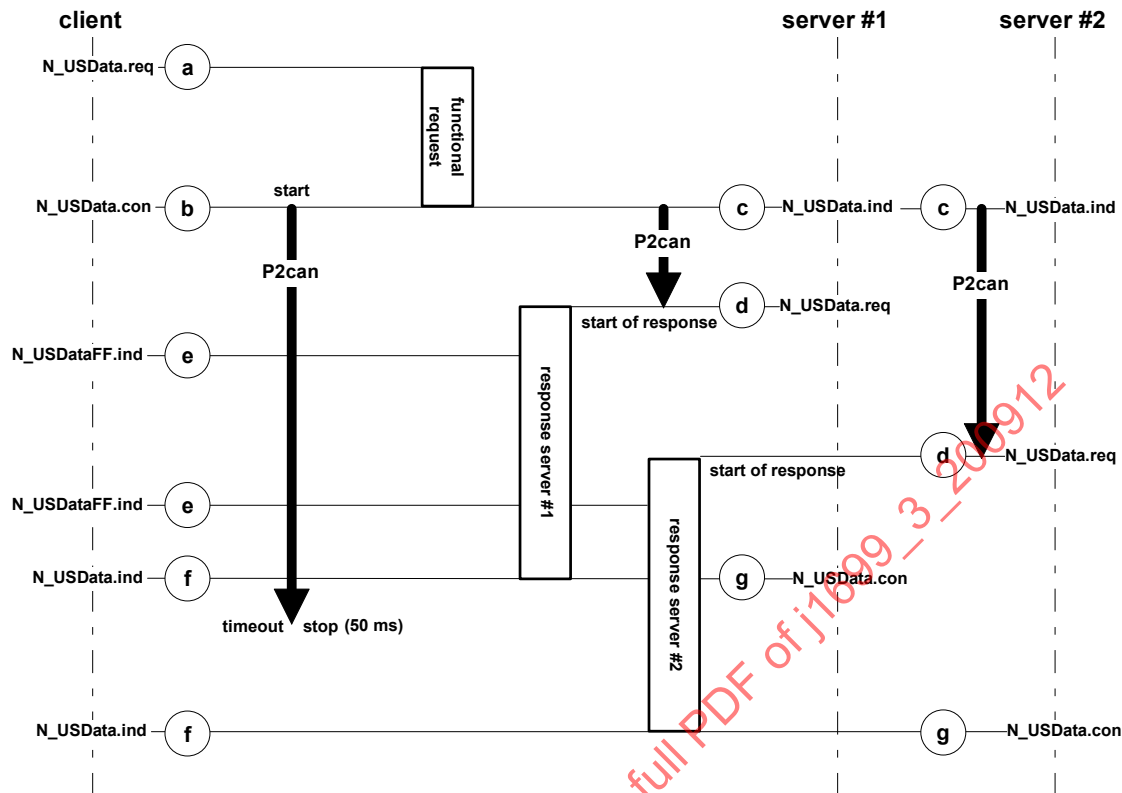 client
server #1
server #2
N_USData.req
a
functional
request
N_USData.con
b
start
c
N_USData.ind
c
N_USData.ind
P2can
P2can
P2can
d
N_USData.req
start of response
N_USDataFF.ind
e
response server #1
d
N_USData.req
start of response
N_USDataFF.ind
e
response server #2
N_USData.ind
f
g
N_USData.con
timeout
stop (50 ms)
N_USData.ind
f
g
N_USData.con
full PDF of j1699_3_200912